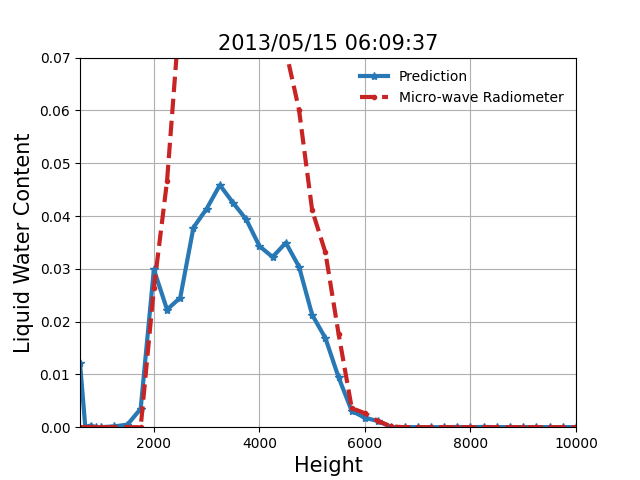 2013/05/15 06:09:37
Prediction
Micro-wave Radiometer
0.07
0.06
0.05
0.04
0.03
0.02
0.01
0.00
Liquid Water Content
2000 4000 6000 8000 10000
Height